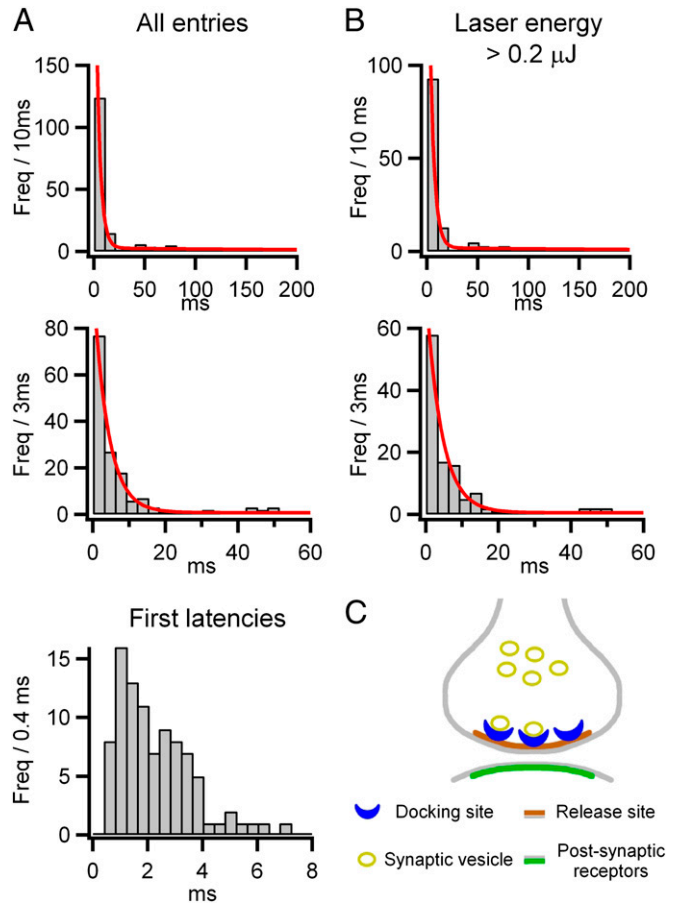 A
All entries
Freq / 10ms
150
100
50
0
0 50 100 150 200
ms
B
Laser energy
> 0.2 μJ
Freq / 10 ms
100
50
0
0 50 100 150 200
ms
Freq / 3ms
80
60
40
20
0
0 20 40 60
ms
Freq / 3ms
60
40
20
0
0 20 40 60
ms
First latencies
Freq / 0.4 ms
15
10
5
0
0 2 4 6 8
ms
C
Docking site
Release site
Synaptic vesicle
Post-synaptic
receptors